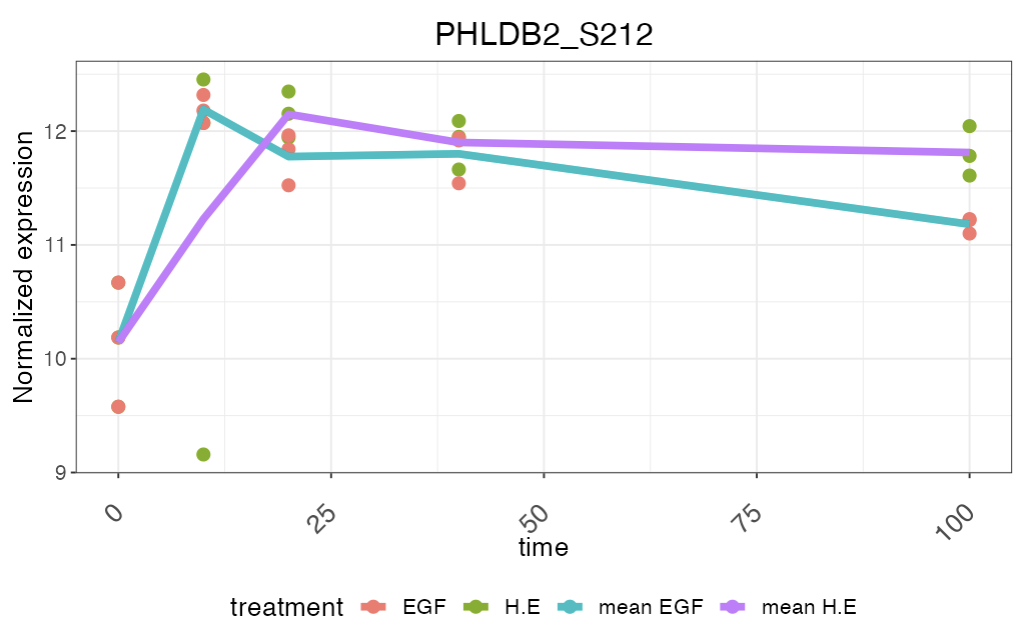 PHLDB2_S212
Normalized expression
12
11
10
9
0 25 50 75 100
time
treatment EGF H.E mean EGF mean H.E